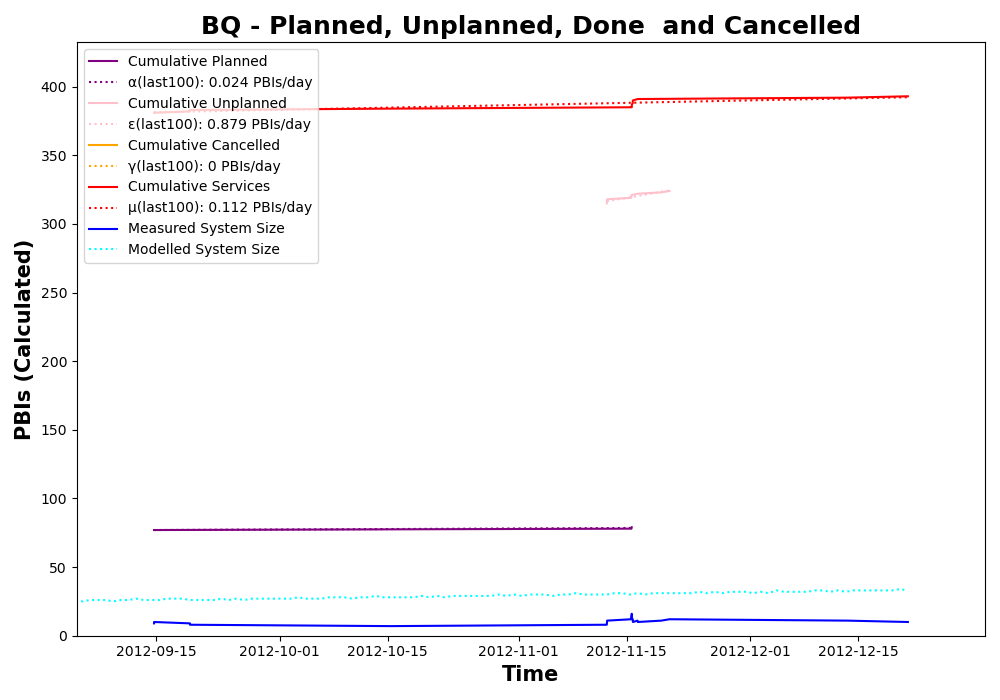 BQ - Planned, Unplanned, Done  and Cancelled
Cumulative Planned
α(last100): 0.024 PBIs/day
Cumulative Unplanned
ε(last100): 0.879 PBIs/day
Cumulative Cancelled
γ(last100): 0 PBIs/day
Cumulative Services
μ(last100): 0.112 PBIs/day
Measured System Size
Modelled System Size
PBIs (Calculated)
400
350
300
250
200
150
100
50
0
2012-09-15 2012-10-01 2012-10-15 2012-11-01 2012-11-15 2012-12-01 2012-12-15
Time